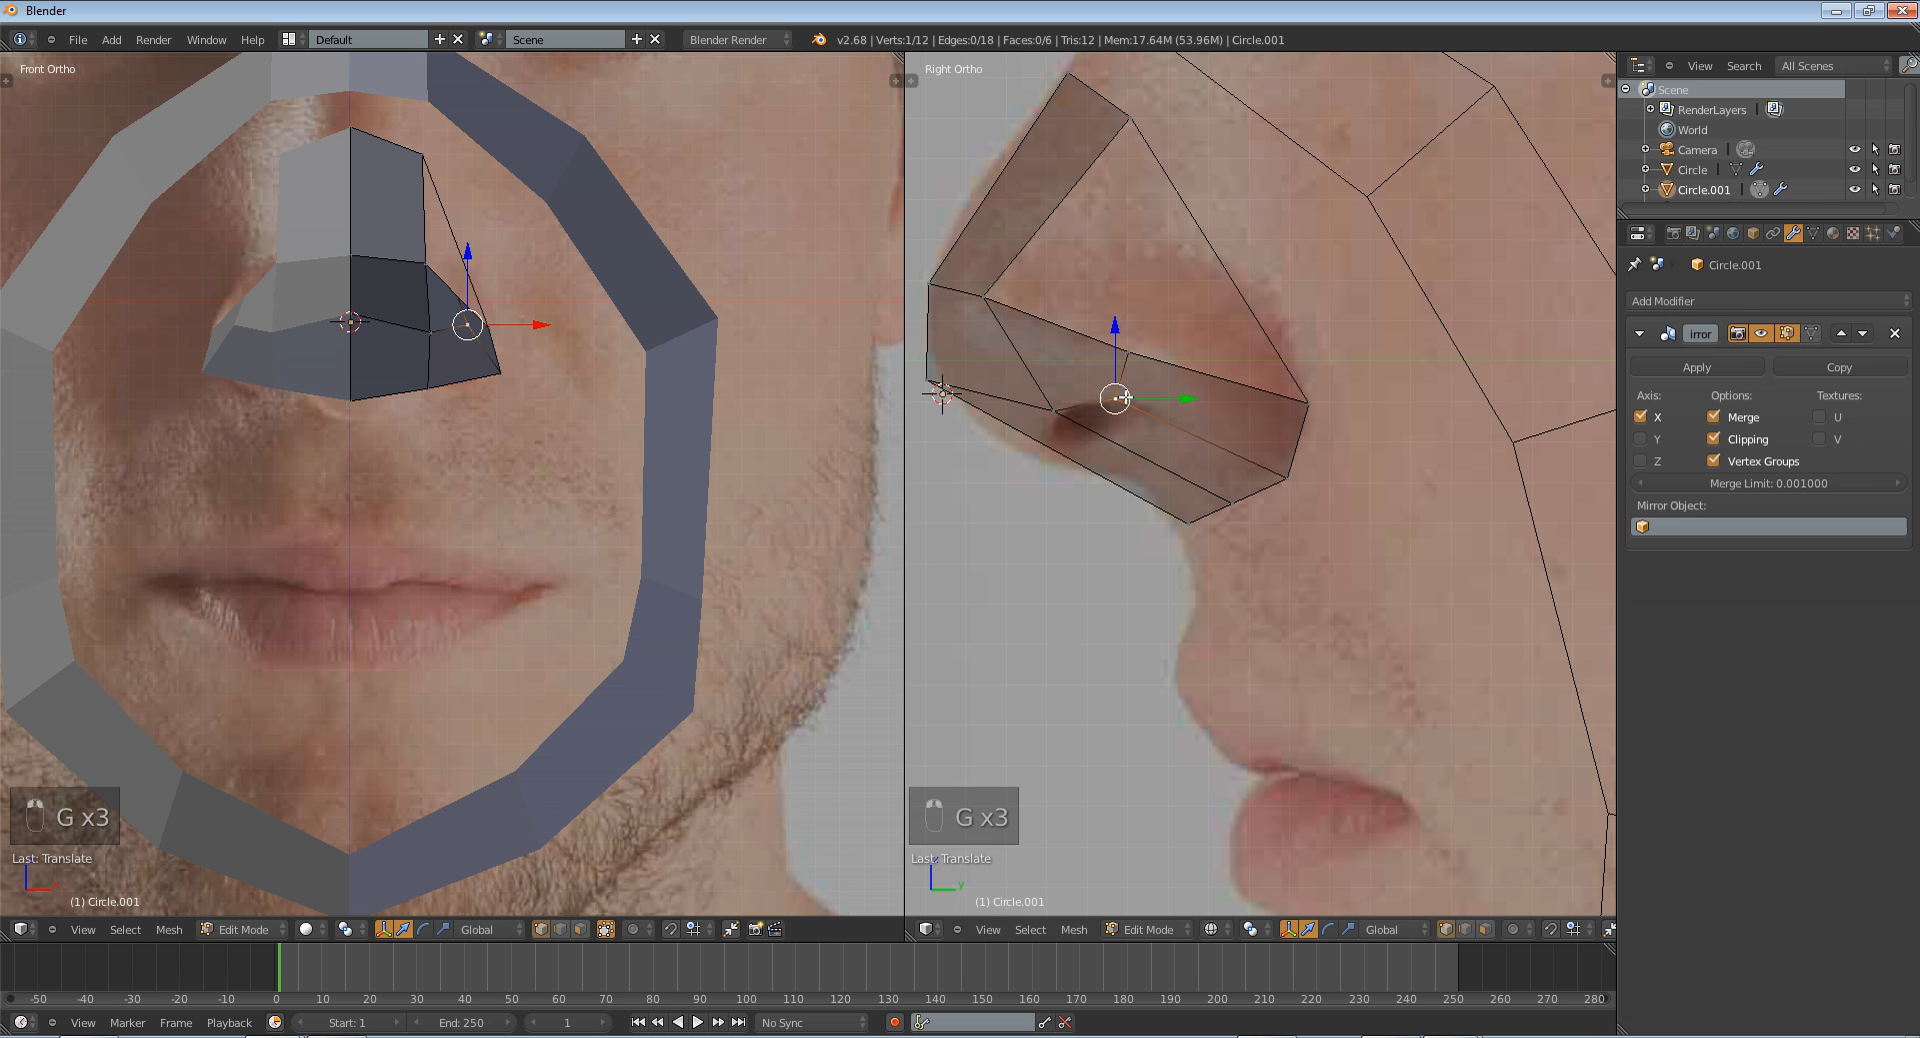 Blender
File Add Render Window Help Default Scene Blender Render v2.68 | Verts:1/12 | Edges:0/18 | Faces:0/6 | Tris:12 | Mem:17.64M (53.96M) | Circle.001
Front Ortho
Right Ortho
View Search All Scenes
Scene
RenderLayers
World
Camera
Circle
Circle.001
Circle.001
Add Modifier
irror
Apply Copy
Axis: Options: Textures:
X Merge U
Y Clipping V
Z Vertex Groups
Merge Limit: 0.001000
Mirror Object:
G x3
G x3
Last: Translate
Last: Translate
y
(1) Circle.001
(1) Circle.001
View Select Mesh Edit Mode Global
View Select Mesh Edit Mode Global
-50 -40 -30 -20 -10 0 10 20 30 40 50 60 70 80 90 100 110 120 130 140 150 160 170 180 190 200 210 220 230 240 250 260 270 280
View Marker Frame Playback Start: 1 End: 250 1 No Sync